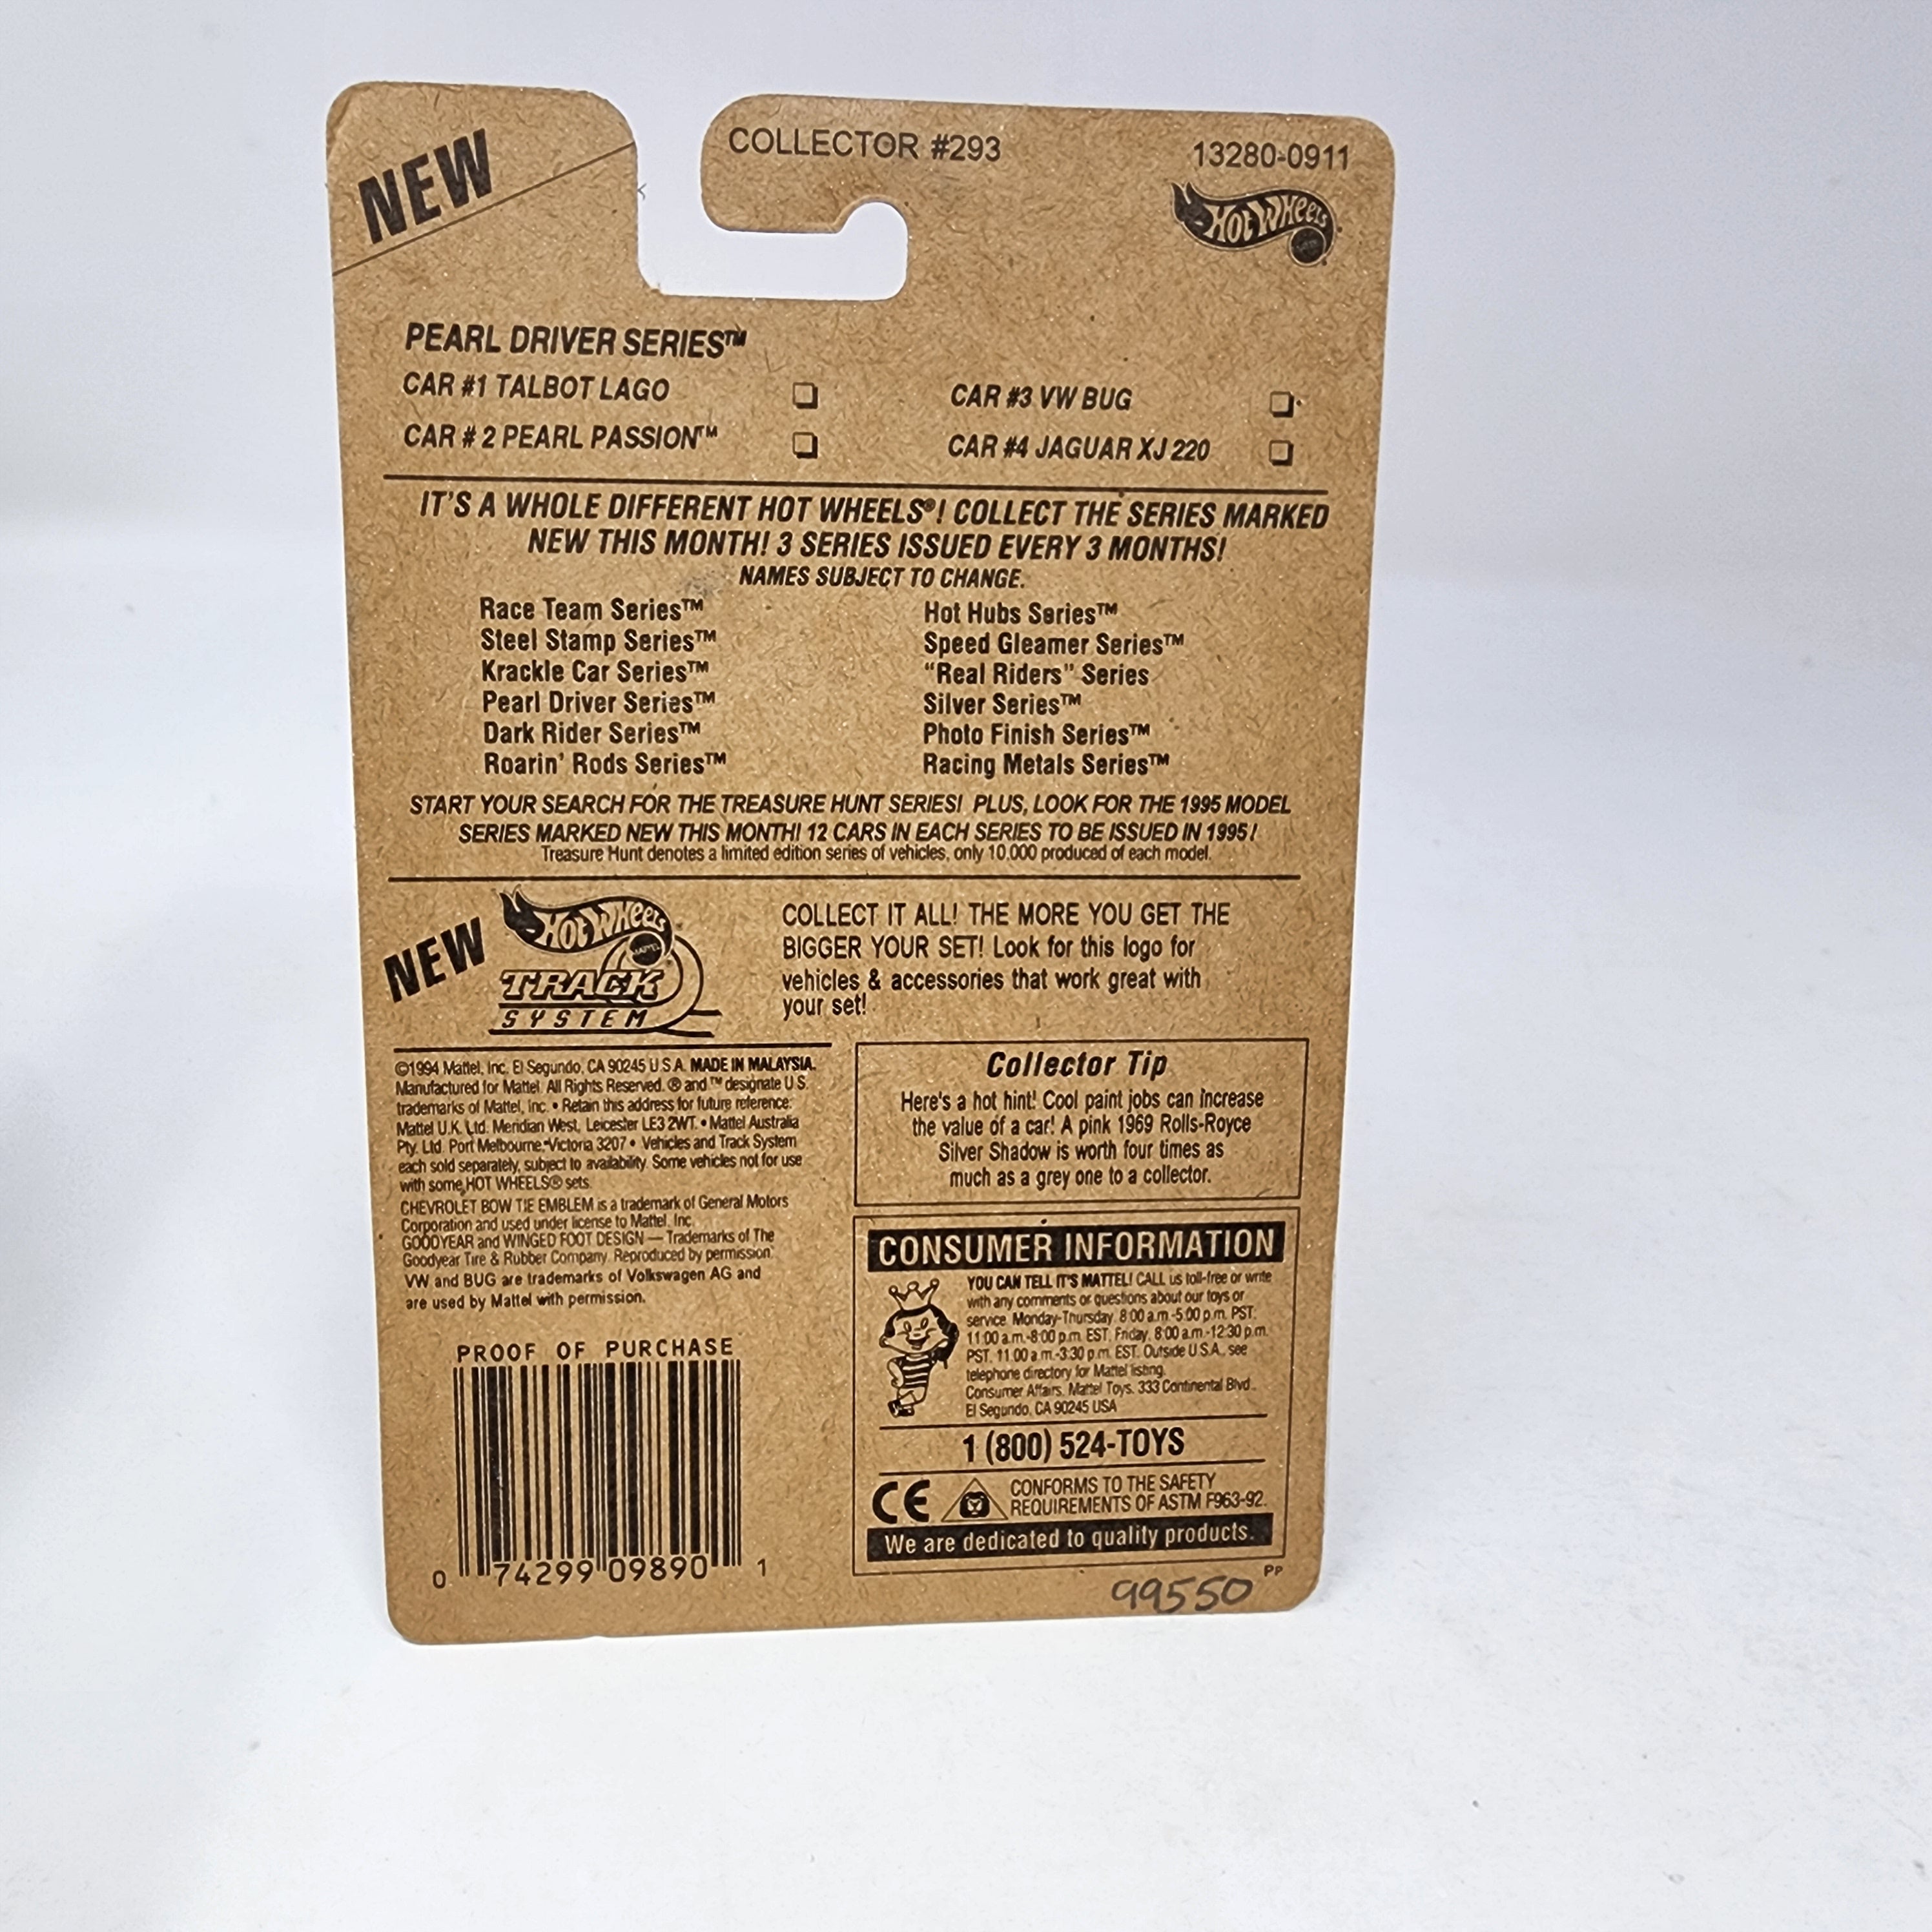 NEW
COLLECTOR #293
13280-0911
HOT WHEELS
PEARL DRIVER SERIES™
CAR #1 TALBOT LAGO
CAR # 2 PEARL PASSION™
CAR #3 VW BUG
CAR #4 JAGUAR XJ 220
IT'S A WHOLE DIFFERENT HOT WHEELS®! COLLECT THE SERIES MARKED
NEW THIS MONTH! 3 SERIES ISSUED EVERY 3 MONTHS!
NAMES SUBJECT TO CHANGE.
Race Team Series™
Steel Stamp Series™
Krackle Car Series™
Pearl Driver Series™
Dark Rider Series™
Roarin' Rods Series™
Hot Hubs Series™
Speed Gleamer Series™
"Real Riders" Series
Silver Series™
Photo Finish Series™
Racing Metals Series™
START YOUR SEARCH FOR THE TREASURE HUNT SERIES! PLUS, LOOK FOR THE 1995 MODEL
SERIES MARKED NEW THIS MONTH! 12 CARS IN EACH SERIES TO BE ISSUED IN 1995!
Treasure Hunt denotes a limited edition series of vehicles, only 10,000 produced of each model.
NEW
HOT WHEELS
MATTEL
TRACK
SYSTEM
COLLECT IT ALL! THE MORE YOU GET THE
BIGGER YOUR SET! Look for this logo for
vehicles & accessories that work great with
your set!
©1994 Mattel, Inc. El Segundo, CA 90245 U.S.A. MADE IN MALAYSIA.
Manufactured for Mattel. All Rights Reserved. ® and ™ designate U.S.
trademarks of Mattel, Inc. • Retain this address for future reference:
Mattel U.K. Ltd. Meridian West, Leicester LE3 2WT. • Mattel Australia
Pty. Ltd. Port Melbourne, Victoria 3207 • Vehicles and Track System
each sold separately, subject to availability. Some vehicles not for use
with some HOT WHEELS® sets.
CHEVROLET BOW TIE EMBLEM is a trademark of General Motors
Corporation and used under license to Mattel, Inc.
GOODYEAR and WINGED FOOT DESIGN — Trademarks of The
Goodyear Tire & Rubber Company. Reproduced by permission.
VW and BUG are trademarks of Volkswagen AG and
are used by Mattel with permission.
PROOF OF PURCHASE
0 74299 09890 1
Collector Tip
Here's a hot hint! Cool paint jobs can increase
the value of a car! A pink 1969 Rolls-Royce
Silver Shadow is worth four times as
much as a grey one to a collector.
CONSUMER INFORMATION
YOU CAN TELL IT'S MATTEL! CALL us toll-free or write
with any comments or questions about our toys or
service. Monday-Thursday, 8:00 a.m.-5:00 p.m. PST.
11:00 a.m.-8:00 p.m. EST. Friday, 8:00 a.m.-12:30 p.m.
PST. 11:00 a.m.-3:30 p.m. EST. Outside U.S.A., see
telephone directory for Mattel listing.
Consumer Affairs, Mattel Toys, 333 Continental Blvd.,
El Segundo, CA 90245 USA
1 (800) 524-TOYS
CE
CONFORMS TO THE SAFETY
REQUIREMENTS OF ASTM F963-92.
We are dedicated to quality products.
PP
99550